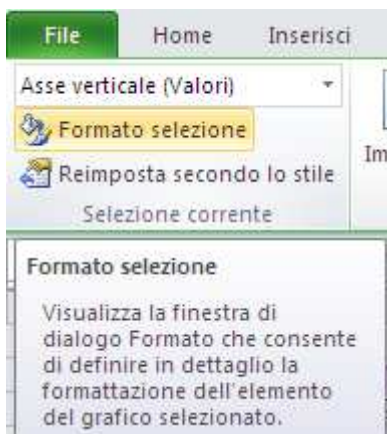 File Home Inserisci
Asse verticale (Valori)
Formato selezione
Im
Reimposta secondo lo stile
Selezione corrente
Formato selezione
Visualizza la finestra di
dialogo Formato che consente
di definire in dettaglio la
formattazione dell'elemento
del grafico selezionato.